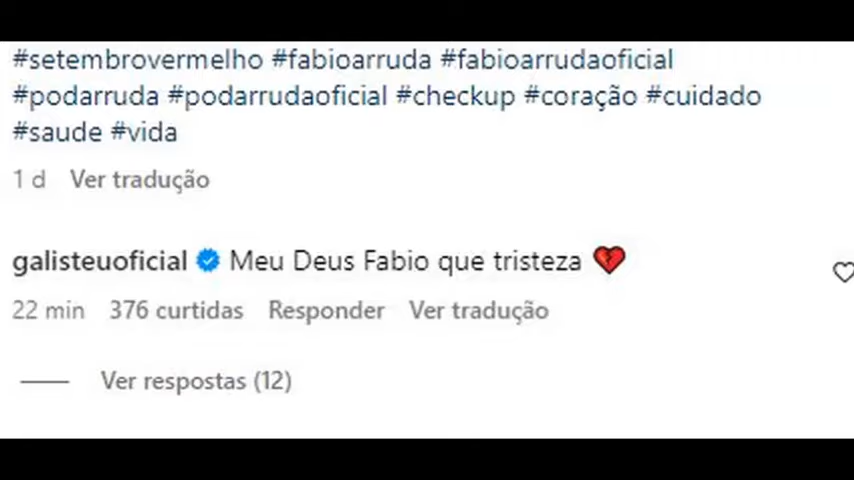 #setembrovermelho #fabioarruda #fabioarrudaoficial
#podarruda #podarrudaoficial #checkup #coração #cuidado
#saude #vida
1 d Ver tradução
galisteuoficial Meu Deus Fabio que tristeza 💔
22 min 376 curtidas Responder Ver tradução
Ver respostas (12)